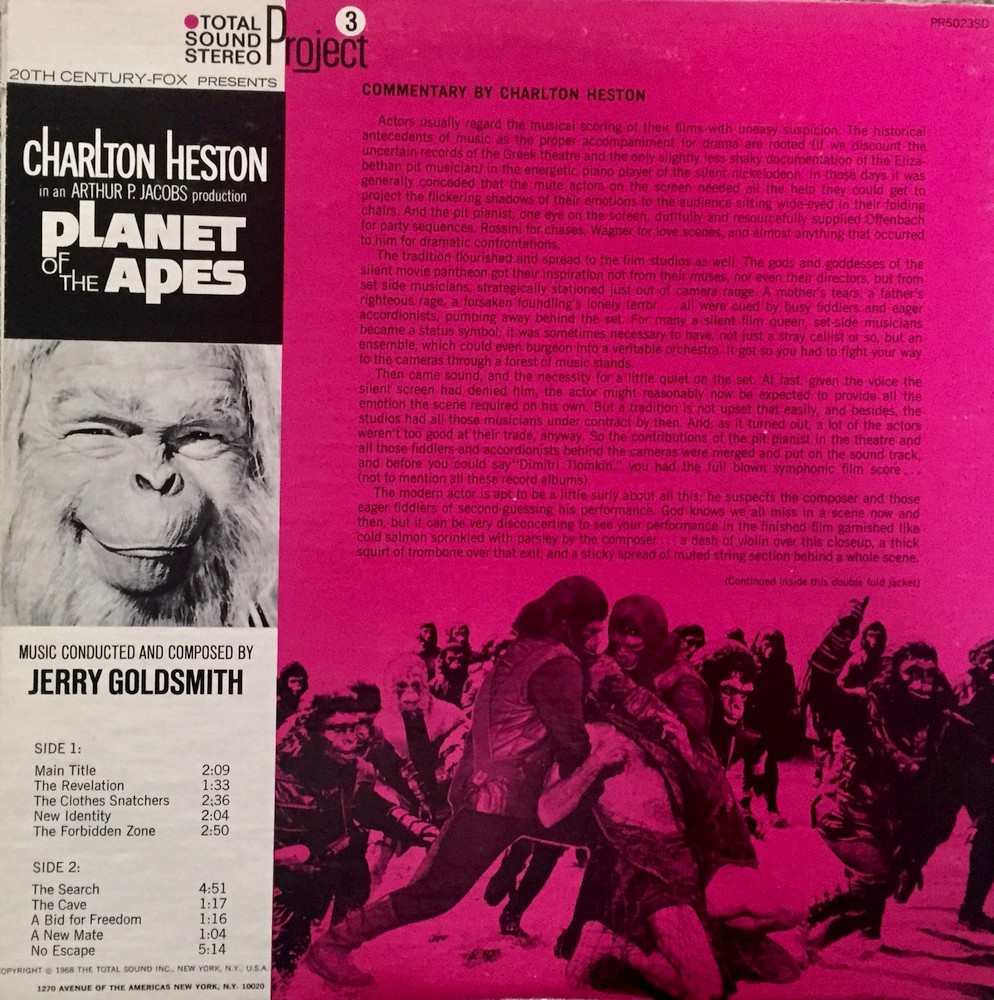 TOTAL
SOUND
STEREO
Project 3
PR5023SD
20TH CENTURY-FOX PRESENTS
CHARLTON HESTON
in an ARTHUR P. JACOBS production
PLANET
OF
THE APES
MUSIC CONDUCTED AND COMPOSED BY
JERRY GOLDSMITH
SIDE 1:
Main Title 2:09
The Revelation 1:33
The Clothes Snatchers 2:36
New Identity 2:04
The Forbidden Zone 2:50
SIDE 2:
The Search 4:51
The Cave 1:17
A Bid for Freedom 1:16
A New Mate 1:04
No Escape 5:14
OPYRIGHT © 1968 THE TOTAL SOUND INC., NEW YORK, N.Y., U.S.A.
1270 AVENUE OF THE AMERICAS NEW YORK, N.Y. 10020
COMMENTARY BY CHARLTON HESTON
Actors usually regard the musical scoring of their films with uneasy suspicion. The historical
antecedents of music as the proper accompaniment for drama are rooted (if we discount the
uncertain records of the Greek theatre and the only slightly less shaky documentation of the Eliza-
bethan pit musician) in the energetic piano player of the silent nickelodeon. In those days it was
generally conceded that the mute actors on the screen needed all the help they could get to
project the flickering shadows of their emotions to the audience sitting wide-eyed in their folding
chairs. And the pit pianist, one eye on the screen, dutifully and resourcefully supplied Offenbach
for party sequences, Rossini for chases, Wagner for love scenes, and almost anything that occurred
to him for dramatic confrontations.
The tradition flourished and spread to the film studios as well. The gods and goddesses of the
silent movie pantheon got their inspiration not from their muses, nor even their directors, but from
set side musicians, strategically stationed just out of camera range. A mother's tears, a father's
righteous rage, a forsaken foundling's lonely terror . . . all were cued by busy fiddlers and eager
accordionists, pumping away behind the set. For many a silent film queen, set-side musicians
became a status symbol; it was sometimes necessary to have, not just a stray cellist or so, but an
ensemble, which could even burgeon into a veritable orchestra. It got so you had to fight your way
to the cameras through a forest of music stands.
Then came sound, and the necessity for a little quiet on the set. At last, given the voice the
silent screen had denied him, the actor might reasonably now be expected to provide all the
emotion the scene required on his own. But a tradition is not upset that easily, and besides, the
studios had all those musicians under contract by then. And, as it turned out, a lot of the actors
weren't too good at their trade, anyway. So the contributions of the pit pianist in the theatre and
all those fiddlers and accordionists behind the cameras were merged and put on the sound track,
and before you could say "Dimitri Tiomkin," you had the full blown symphonic film score . . .
(not to mention all these record albums).
The modern actor is apt to be a little surly about all this; he suspects the composer and those
eager fiddlers of second-guessing his performance. God knows we all miss in a scene now and
then, but it can be very disconcerting to see your performance in the finished film garnished like
cold salmon sprinkled with parsley by the composer . . . a dash of violin over this closeup, a thick
squirt of trombone over that exit, and a sticky spread of muted string section behind a whole scene.
(Continued inside this double fold jacket)